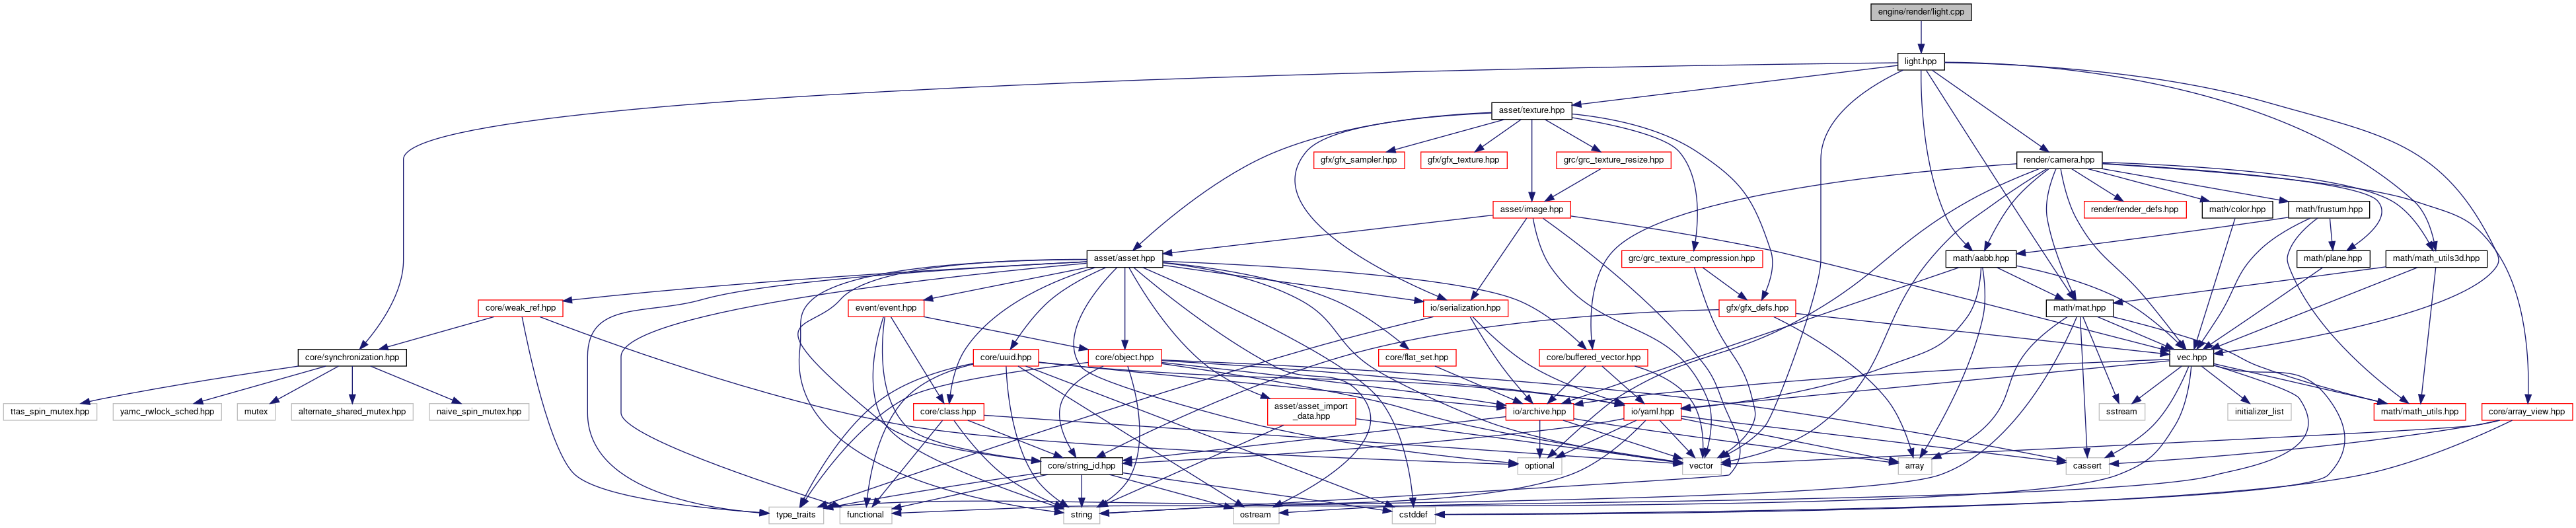 engine/render/light.cpp
light.hpp
asset/texture.hpp
gfx/gfx_sampler.hpp
gfx/gfx_texture.hpp
grc/grc_texture_resize.hpp
render/camera.hpp
asset/image.hpp
render/render_defs.hpp
math/color.hpp
math/frustum.hpp
asset/asset.hpp
grc/grc_texture_compression.hpp
math/aabb.hpp
math/plane.hpp
math/math_utils3d.hpp
core/weak_ref.hpp
event/event.hpp
io/serialization.hpp
gfx/gfx_defs.hpp
math/mat.hpp
core/synchronization.hpp
core/uuid.hpp
core/object.hpp
core/flat_set.hpp
core/buffered_vector.hpp
vec.hpp
ttas_spin_mutex.hpp
yamc_rwlock_sched.hpp
mutex
alternate_shared_mutex.hpp
naive_spin_mutex.hpp
core/class.hpp
asset/asset_import
_data.hpp
io/archive.hpp
io/yaml.hpp
sstream
initializer_list
math/math_utils.hpp
core/array_view.hpp
core/string_id.hpp
optional
vector
array
cassert
type_traits
functional
string
ostream
cstddef